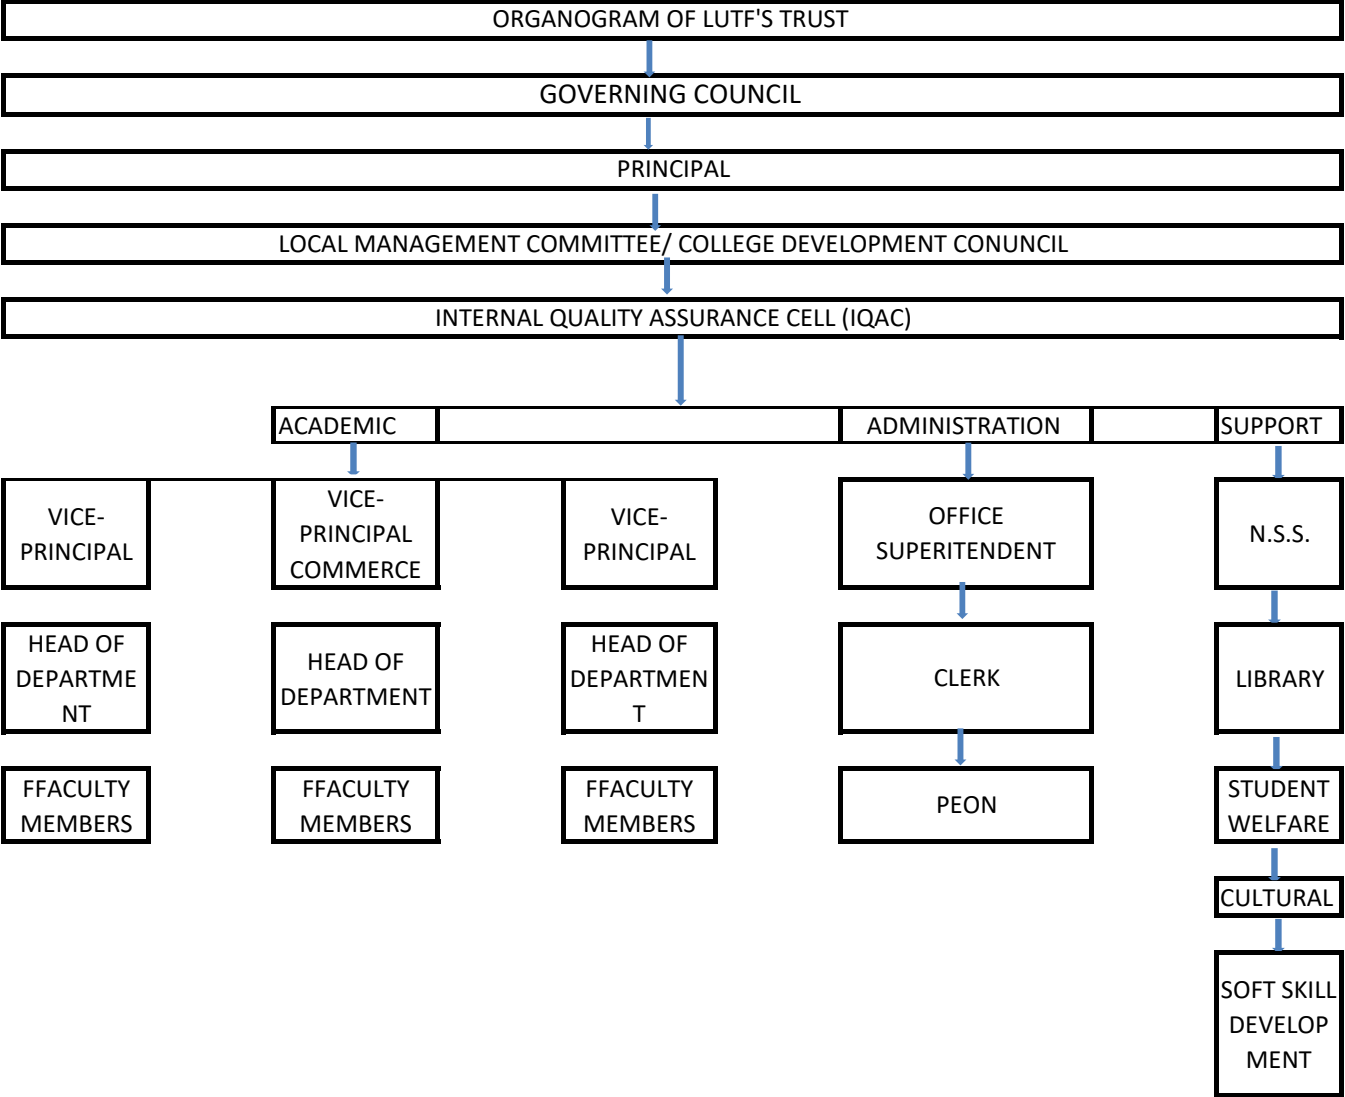 ORGANOGRAM OF LUTF'S TRUST
GOVERNING COUNCIL
PRINCIPAL
LOCAL MANAGEMENT COMMITTEE/ COLLEGE DEVELOPMENT CONUNCIL
INTERNAL QUALITY ASSURANCE CELL (IQAC)
ACADEMIC
ADMINISTRATION
SUPPORT
VICE-
PRINCIPAL
VICE-
PRINCIPAL
COMMERCE
VICE-
PRINCIPAL
OFFICE
SUPERITENDENT
N.S.S.
HEAD OF
DEPARTME
NT
HEAD OF
DEPARTMENT
HEAD OF
DEPARTMEN
T
CLERK
LIBRARY
FFACULTY
MEMBERS
FFACULTY
MEMBERS
FFACULTY
MEMBERS
PEON
STUDENT
WELFARE
CULTURAL
SOFT SKILL
DEVELOP
MENT